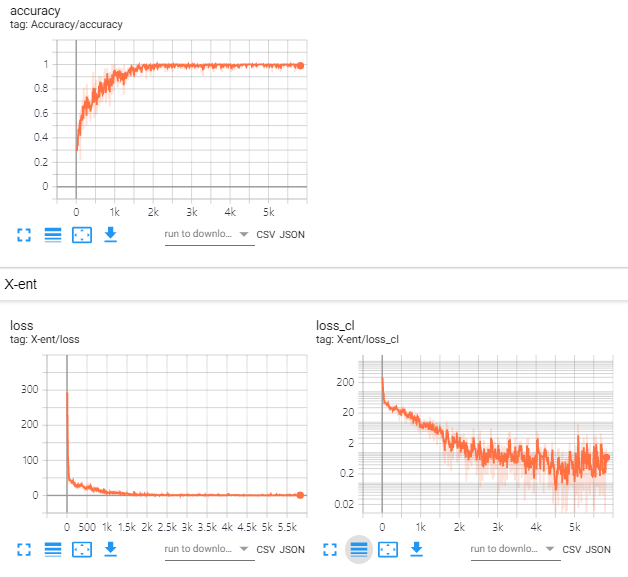 accuracy
tag: Accuracy/accuracy
1
0.8
0.6
0.4
0.2
0
0 1k 2k 3k 4k 5k
run to downlo... CSV JSON
X-ent
loss
tag: X-ent/loss
300
200
100
0
0 500 1k 1.5k 2k 2.5k 3k 3.5k 4k 4.5k 5k 5.5k
run to downlo... CSV JSON
loss_cl
tag: X-ent/loss_cl
200
20
2
0.2
0.02
0 1k 2k 3k 4k 5k
run to downlo... CSV JSON